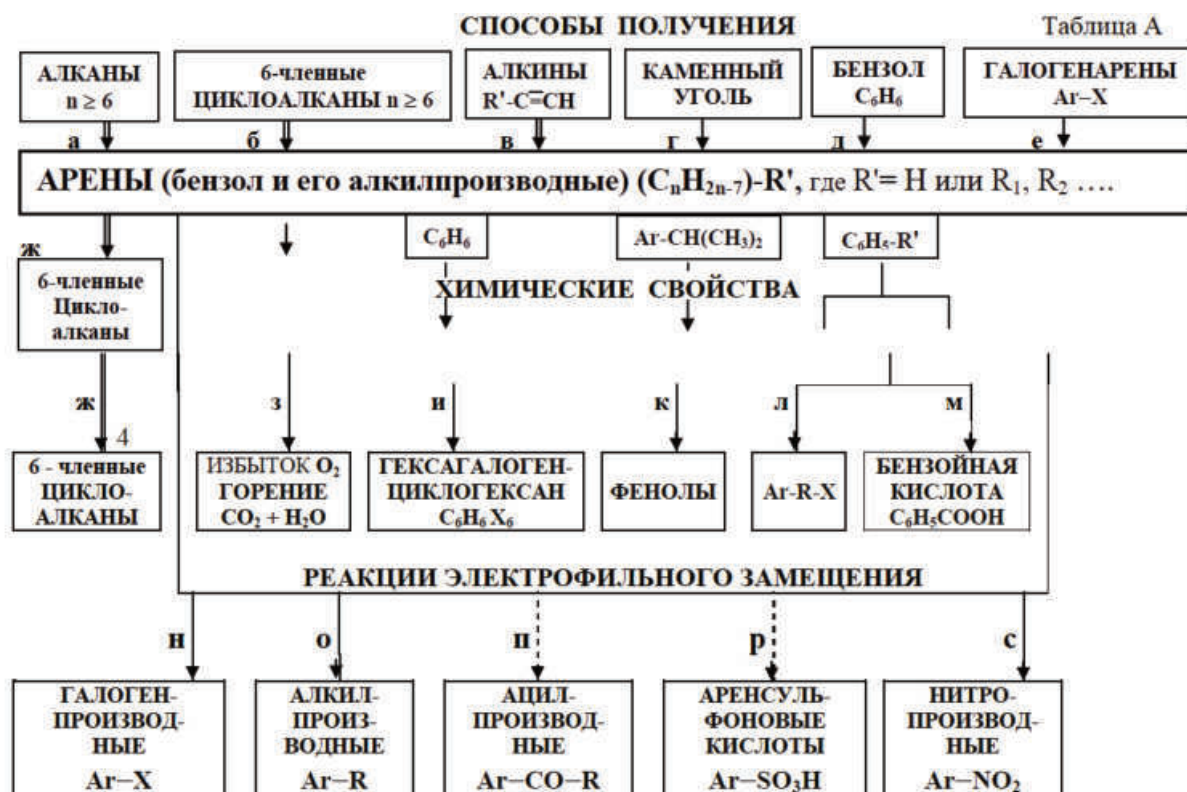 СПОСОБЫ ПОЛУЧЕНИЯ
Таблица А
АЛКАНЫ
n ≥ 6
6-членные
ЦИКЛОАЛКАНЫ n ≥ 6
АЛКИНЫ
R'-C≡CH
КАМЕННЫЙ
УГОЛЬ
БЕНЗОЛ
C₆H₆
ГАЛОГЕНАРЕНЫ
Ar–X
а
б
в
г
д
е
АРЕНЫ (бензол и его алкилпроизводные) (CₙH₂ₙ₋₇)-R', где R'= H или R₁, R₂ ….
ж
C₆H₆
Ar-CH(CH₃)₂
C₆H₅-R'
6-членные
Цикло-
алканы
ХИМИЧЕСКИЕ СВОЙСТВА
ж
з
и
к
л
м
4
6 - членные
ЦИКЛО-
АЛКАНЫ
ИЗБЫТОК O₂
ГОРЕНИЕ
CO₂ + H₂O
ГЕКСАГАЛОГЕН-
ЦИКЛОГЕКСАН
C₆H₆ X₆
ФЕНОЛЫ
Ar-R-X
БЕНЗОЙНАЯ
КИСЛОТА
C₆H₅COOH
РЕАКЦИИ ЭЛЕКТРОФИЛЬНОГО ЗАМЕЩЕНИЯ
н
о
п
р
с
ГАЛОГЕН-
ПРОИЗВОД-
НЫЕ
Ar–X
АЛКИЛ-
ПРОИЗ-
ВОДНЫЕ
Ar–R
АЦИЛ-
ПРОИЗВОД-
НЫЕ
Ar–CO–R
АРЕНСУЛЬ-
ФОНОВЫЕ
КИСЛОТЫ
Ar–SO₃H
НИТРО-
ПРОИЗВОД-
НЫЕ
Ar–NO₂